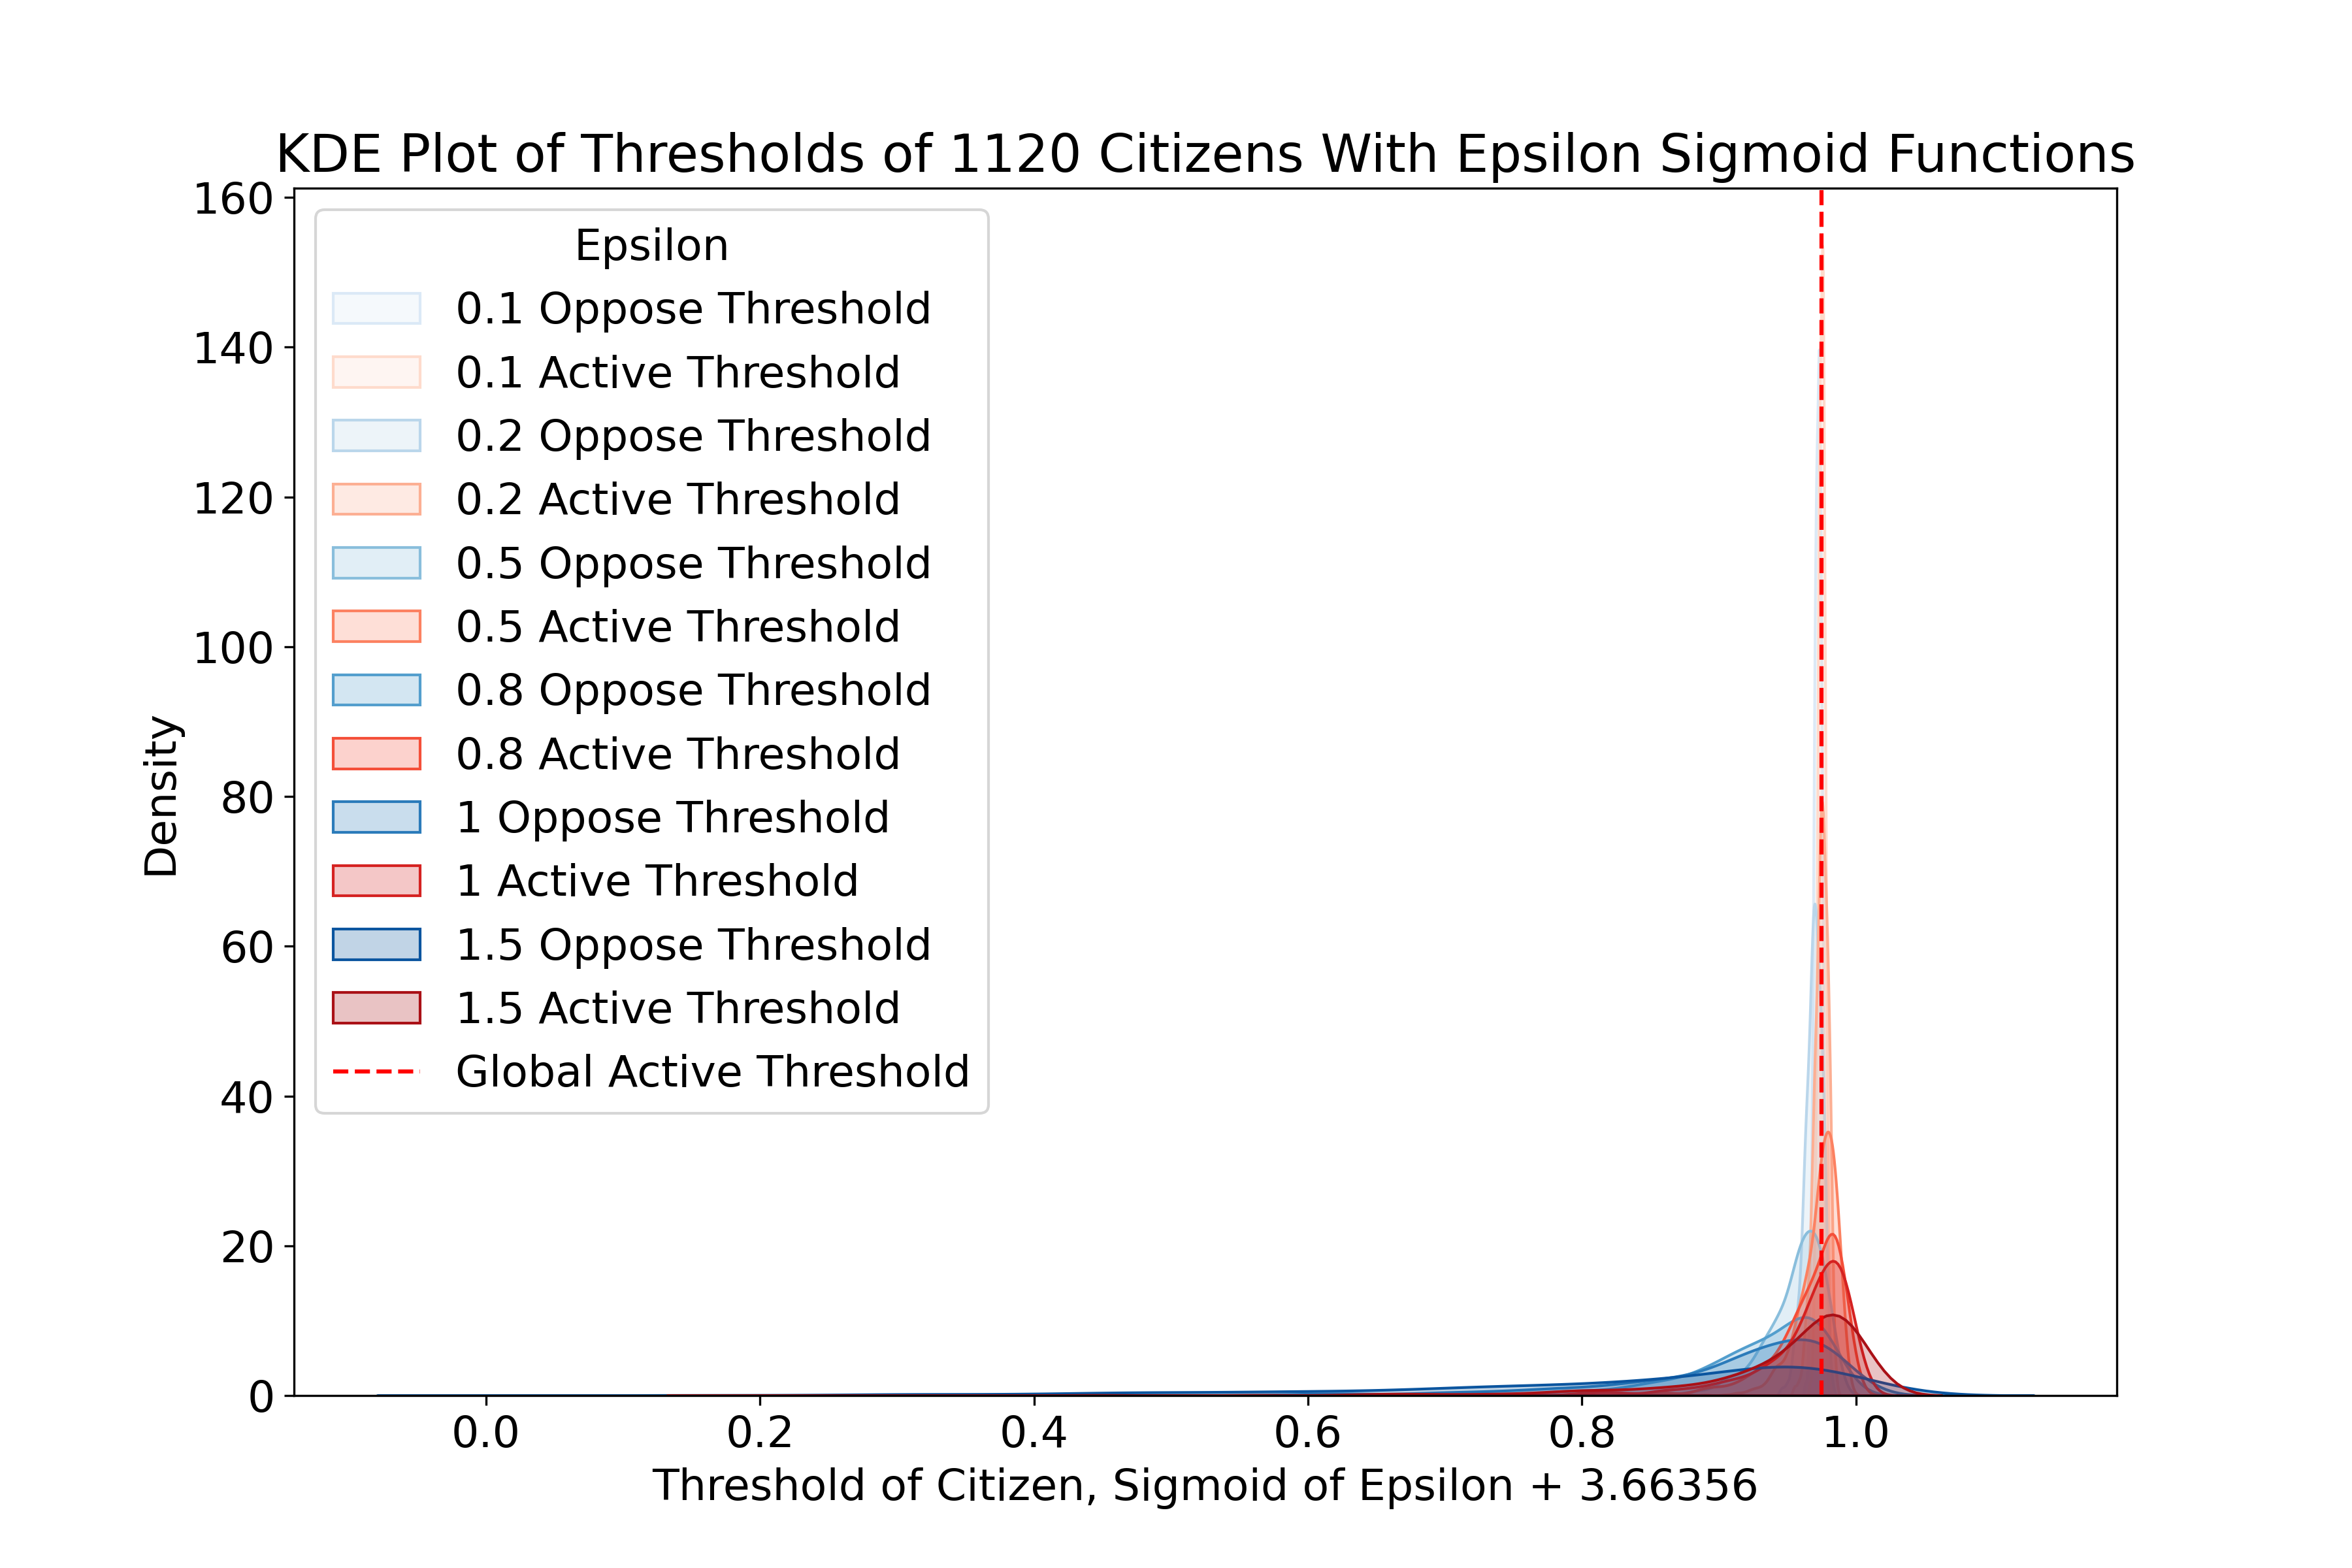 KDE Plot of Thresholds of 1120 Citizens With Epsilon Sigmoid Functions
160
140
120
100
80
60
40
20
0
Density
Epsilon
0.1 Oppose Threshold
0.1 Active Threshold
0.2 Oppose Threshold
0.2 Active Threshold
0.5 Oppose Threshold
0.5 Active Threshold
0.8 Oppose Threshold
0.8 Active Threshold
1 Oppose Threshold
1 Active Threshold
1.5 Oppose Threshold
1.5 Active Threshold
Global Active Threshold
0.0 0.2 0.4 0.6 0.8 1.0
Threshold of Citizen, Sigmoid of Epsilon + 3.66356